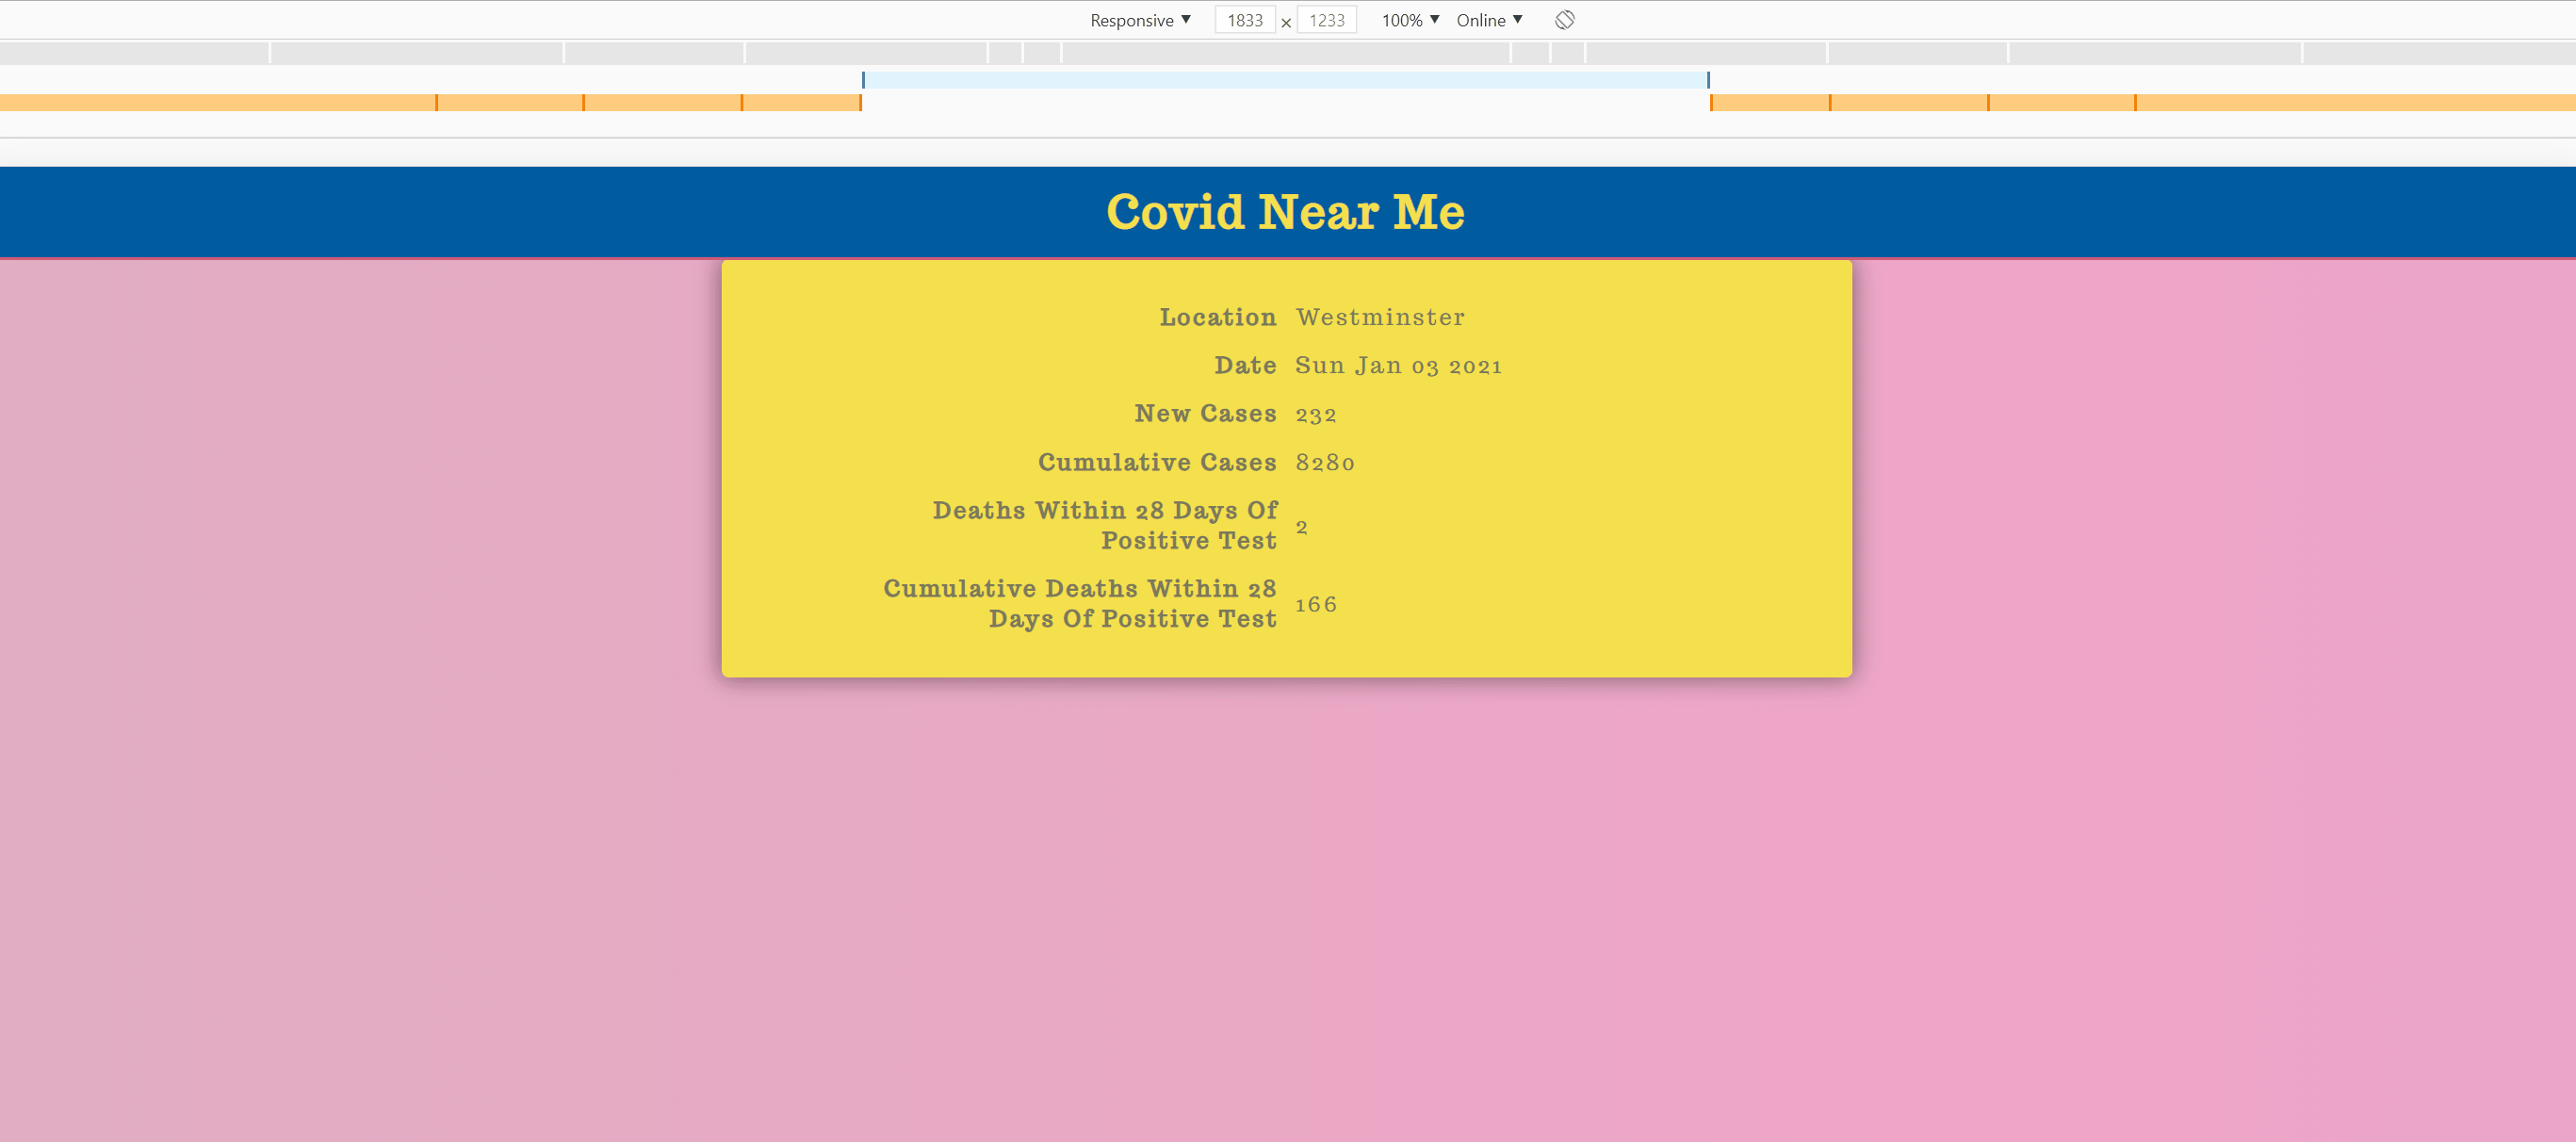 Responsive ▼ 1833 × 1233 100% ▼ Online ▼
Covid Near Me
Location Westminster
Date Sun Jan 03 2021
New Cases 232
Cumulative Cases 8280
Deaths Within 28 Days Of
Positive Test
2
Cumulative Deaths Within 28
Days Of Positive Test
166